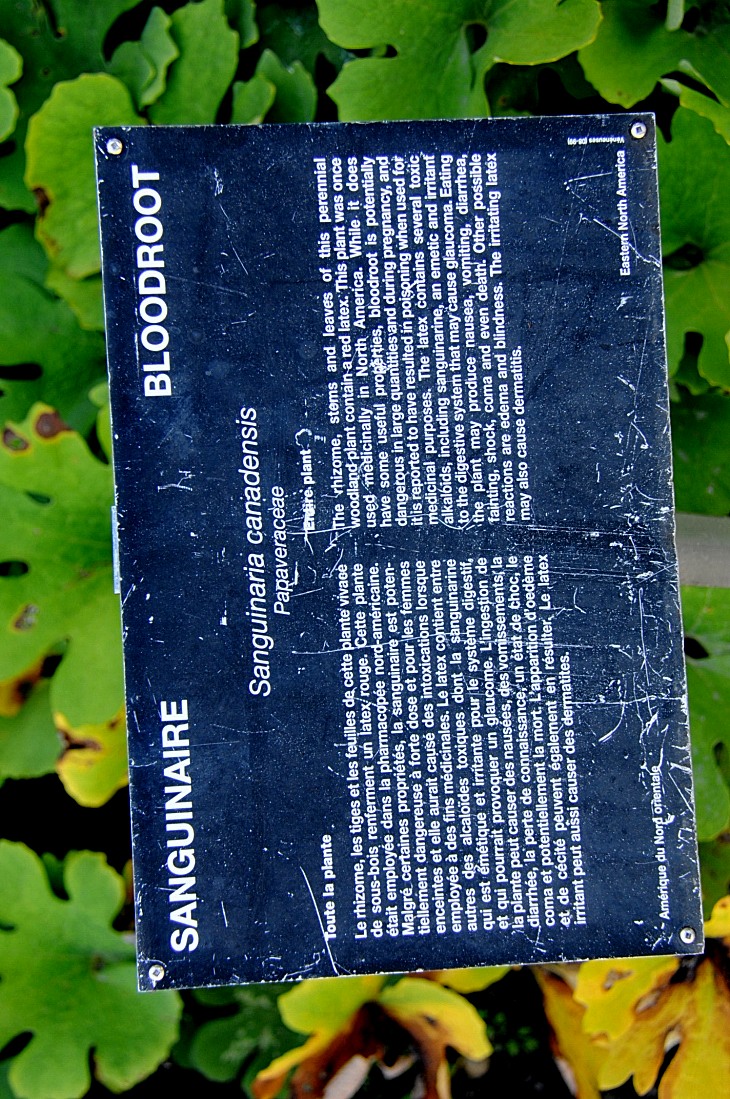 SANGUINAIRE
BLOODROOT
Sanguinaria canadensis
Papaveraceae
Toute la plante
Le rhizome, les tiges et les feuilles de cette plante vivace
de sous-bois renferment un latex rouge. Cette plante
était employée dans la pharmacopée nord-américaine.
Malgré certaines propriétés, la sanguinaire est poten-
tiellement dangereuse à forte dose et pour les femmes
enceintes et elle aurait causé des intoxications lorsque
employée à des fins médicinales. Le latex contient entre
autres des alcaloïdes toxiques dont la sanguinarine
qui est émétique et irritante pour le système digestif,
et qui pourrait provoquer un glaucome. L'ingestion de
la plante peut causer des nausées, des vomissements, la
diarrhée, la perte de connaissance, un état de choc, le
coma et potentiellement la mort. L'apparition d'oedème
et de cécité peuvent également en résulter. Le latex
irritant peut aussi causer des dermatites.
Amérique du Nord orientale
Entire plant
The rhizome, stems and leaves of this perennial
woodland plant contain a red latex. This plant was once
used medicinally in North America. While it does
have some useful properties, bloodroot is potentially
dangerous in large quantities and during pregnancy, and
it is reported to have resulted in poisoning when used for
medicinal purposes. The latex contains several toxic
alkaloids, including sanguinarine, an emetic and irritant
to the digestive system that may cause glaucoma. Eating
the plant may produce nausea, vomiting, diarrhea,
fainting, shock, coma and even death. Other possible
reactions are edema and blindness. The irritating latex
may also cause dermatitis.
Eastern North America